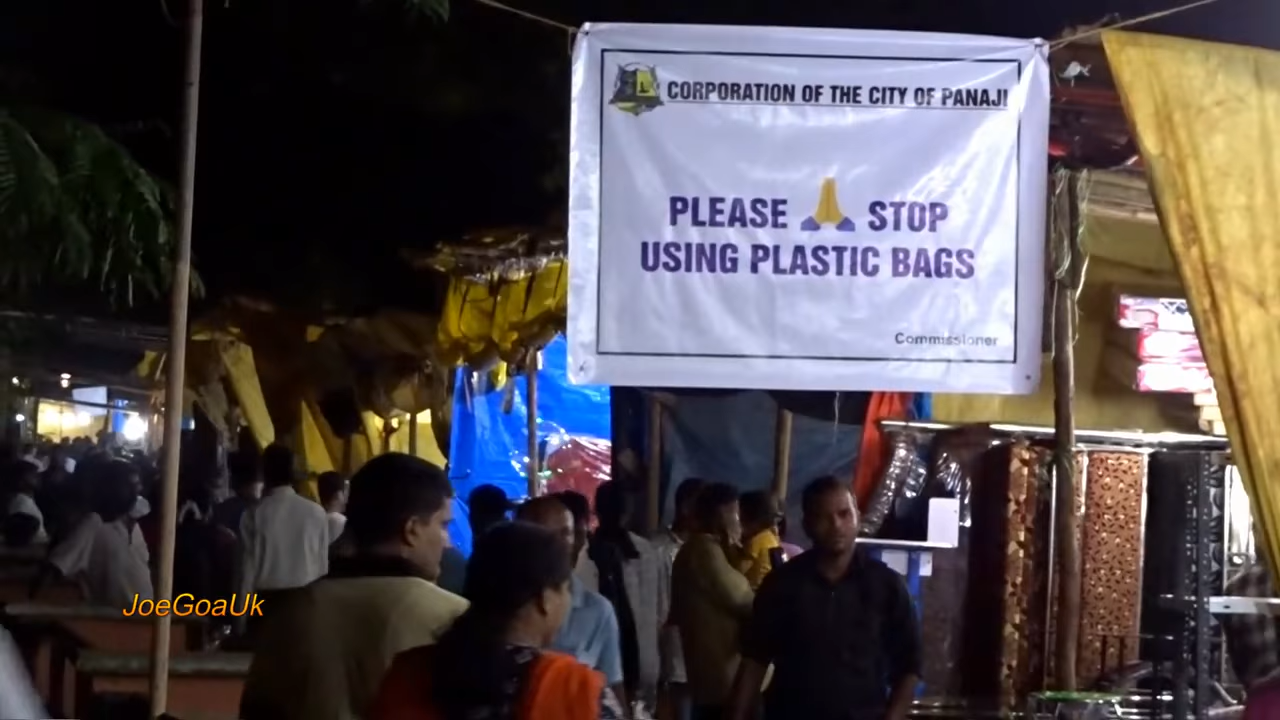 CORPORATION OF THE CITY OF PANAJI
PLEASE 🙏 STOP
USING PLASTIC BAGS
Commissioner
JoeGoaUk